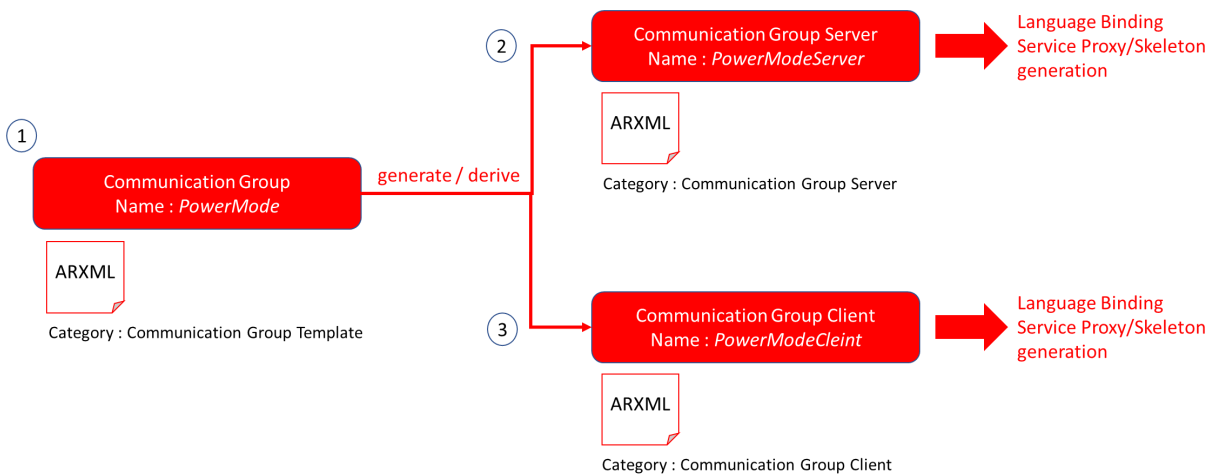 1
Communication Group
Name : PowerMode
ARXML
Category : Communication Group Template
generate / derive
2
Communication Group Server
Name : PowerModeServer
ARXML
Category : Communication Group Server
Language Binding
Service Proxy/Skeleton
generation
3
Communication Group Client
Name : PowerModeCleint
ARXML
Category : Communication Group Client
Language Binding
Service Proxy/Skeleton
generation